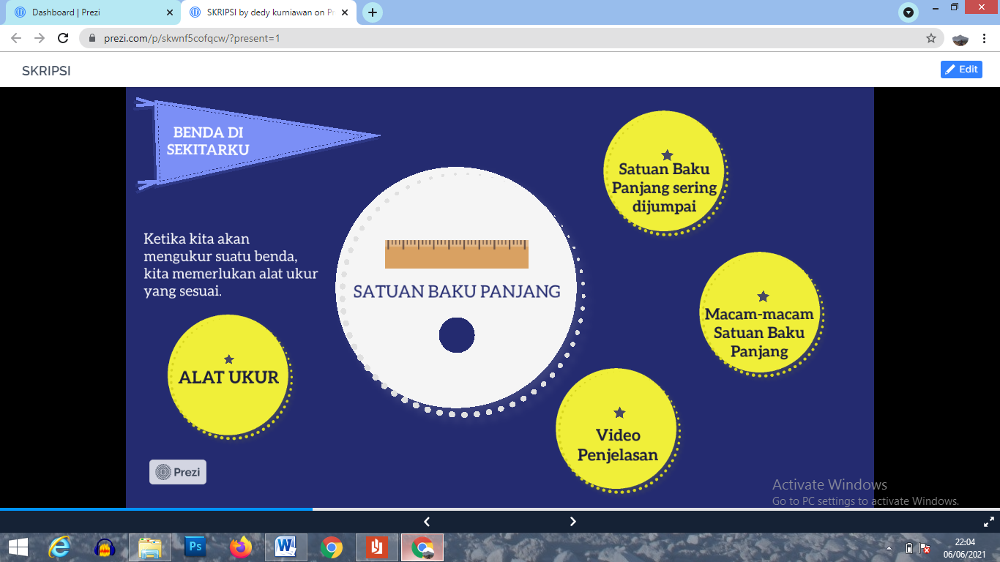 Dashboard | Prezi
SKRIPSI by dedy kurniawan on Pr
prezi.com/p/skwnf5cofqcw/?present=1
SKRIPSI
Edit
BENDA DI
SEKITARKU
Satuan Baku
Panjang sering
dijumpai
Ketika kita akan
mengukur suatu benda,
kita memerlukan alat ukur
yang sesuai.
SATUAN BAKU PANJANG
Macam-macam
Satuan Baku
Panjang
ALAT UKUR
Video
Penjelasan
Prezi
Activate Windows
Go to PC settings to activate Windows.
Ps
W
22:04
06/06/2021